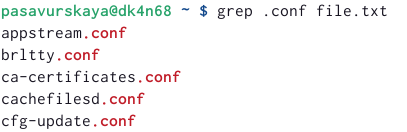 pasavurskaya@dk4n68 ~ $ grep .conf file.txt
appstream.conf
brltty.conf
ca-certificates.conf
cachefilesd.conf
cfg-update.conf